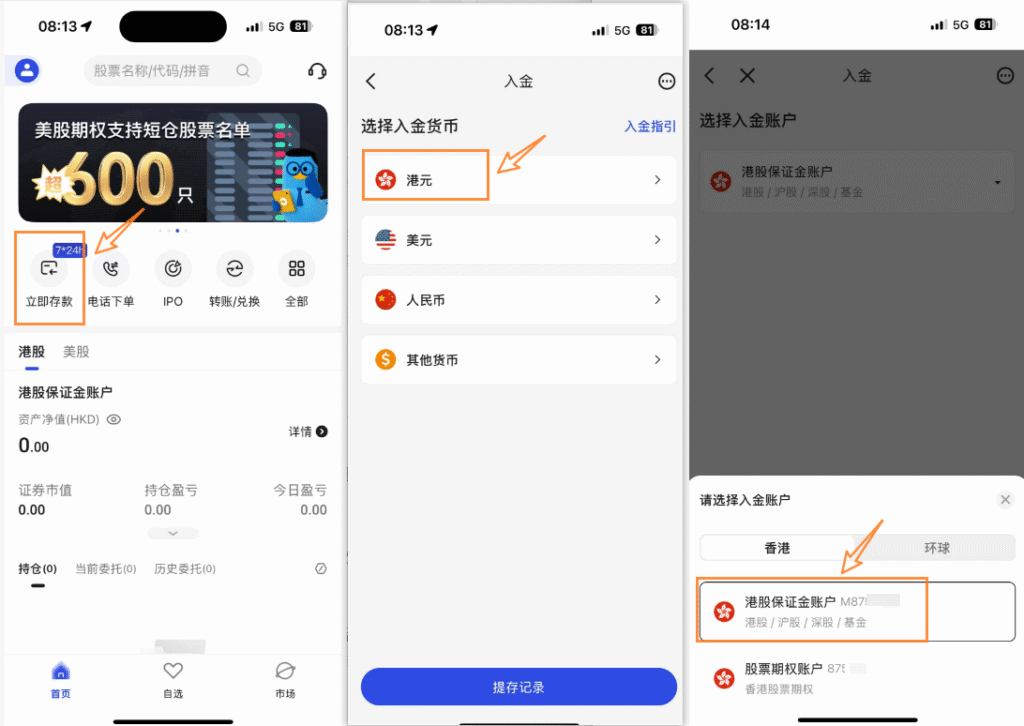 08:13
5G 81
股票名称/代码/拼音
美股期权支持短仓股票名单
超600只
7*24H
立即存款
电话下单
IPO
转账/兑换
全部
港股
美股
港股保证金账户
资产净值(HKD)
详情
0.00
证券市值
持仓盈亏
今日盈亏
0.00
0.00
0.00
持仓(0)
当前委托(0)
历史委托(0)
首页
自选
市场
08:13
5G 81
入金
选择入金货币
入金指引
港元
美元
人民币
其他货币
提存记录
08:14
5G 81
入金
选择入金账户
港股保证金账户
港股 / 沪股 / 深股 / 基金
请选择入金账户
香港
环球
港股保证金账户 M87
港股 / 沪股 / 深股 / 基金
股票期权账户 875
香港股票期权